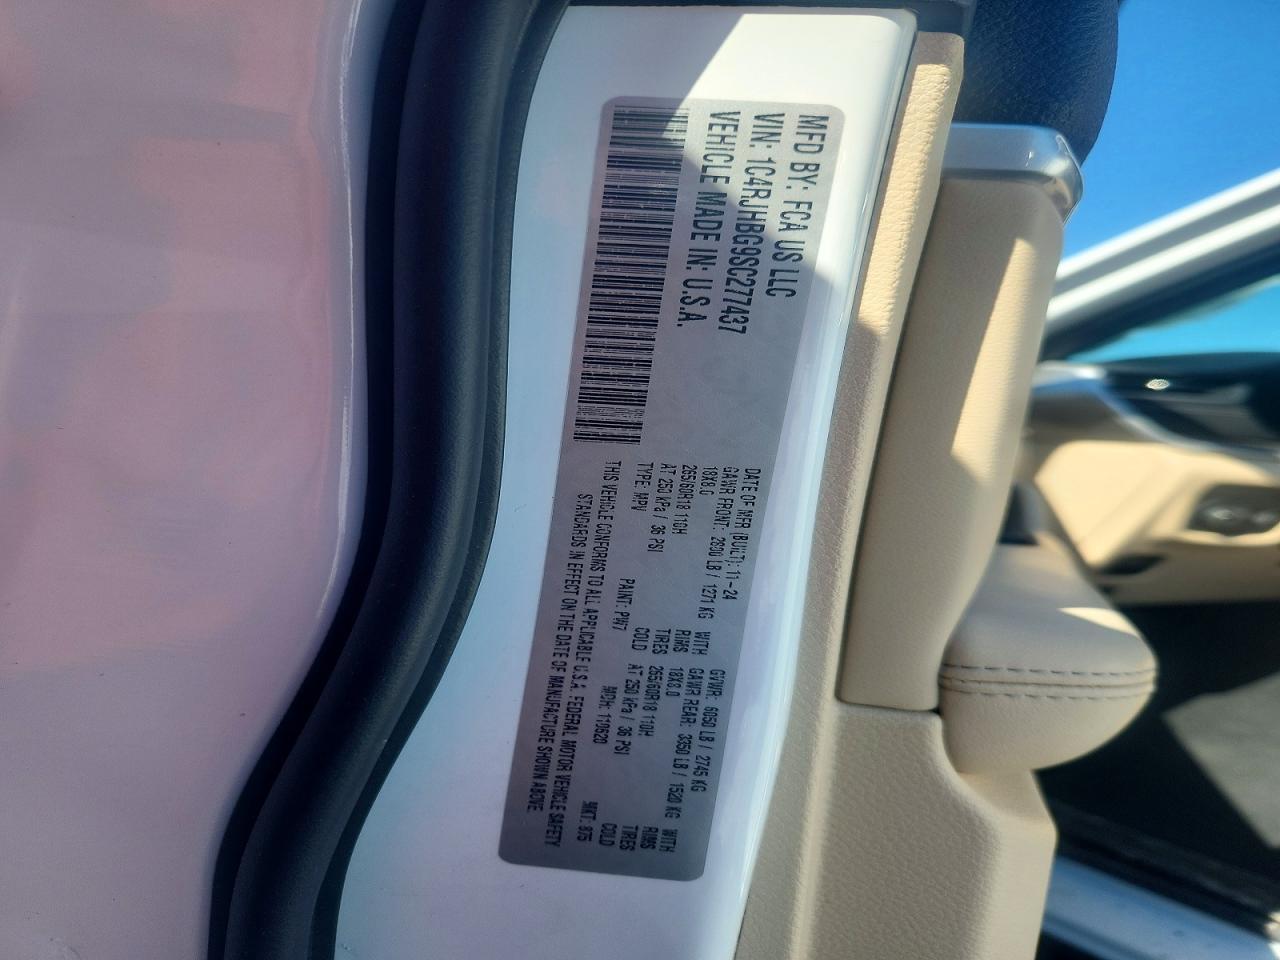 MFD BY: FCA US LLC
VIN: 1C4RJHBG9SC277437
VEHICLE MADE IN: U.S.A.
DATE OF MFR (BUILT): 11-24 GVWR: 6050 LB / 2745 KG
GAWR FRONT: 2800 LB / 1271 KG WITH GAWR REAR: 3350 LB / 1520 KG WITH
18X8.0 RIMS 18X8.0 RIMS
265/60R18 110H TIRES 265/60R18 110H TIRES
AT 250 kPa / 36 PSI COLD AT 250 kPa / 36 PSI COLD
TYPE: MPV PAINT: PW7 MDH: 110620 MKT: 875
THIS VEHICLE CONFORMS TO ALL APPLICABLE U.S.A. FEDERAL MOTOR VEHICLE SAFETY
STANDARDS IN EFFECT ON THE DATE OF MANUFACTURE SHOWN ABOVE.